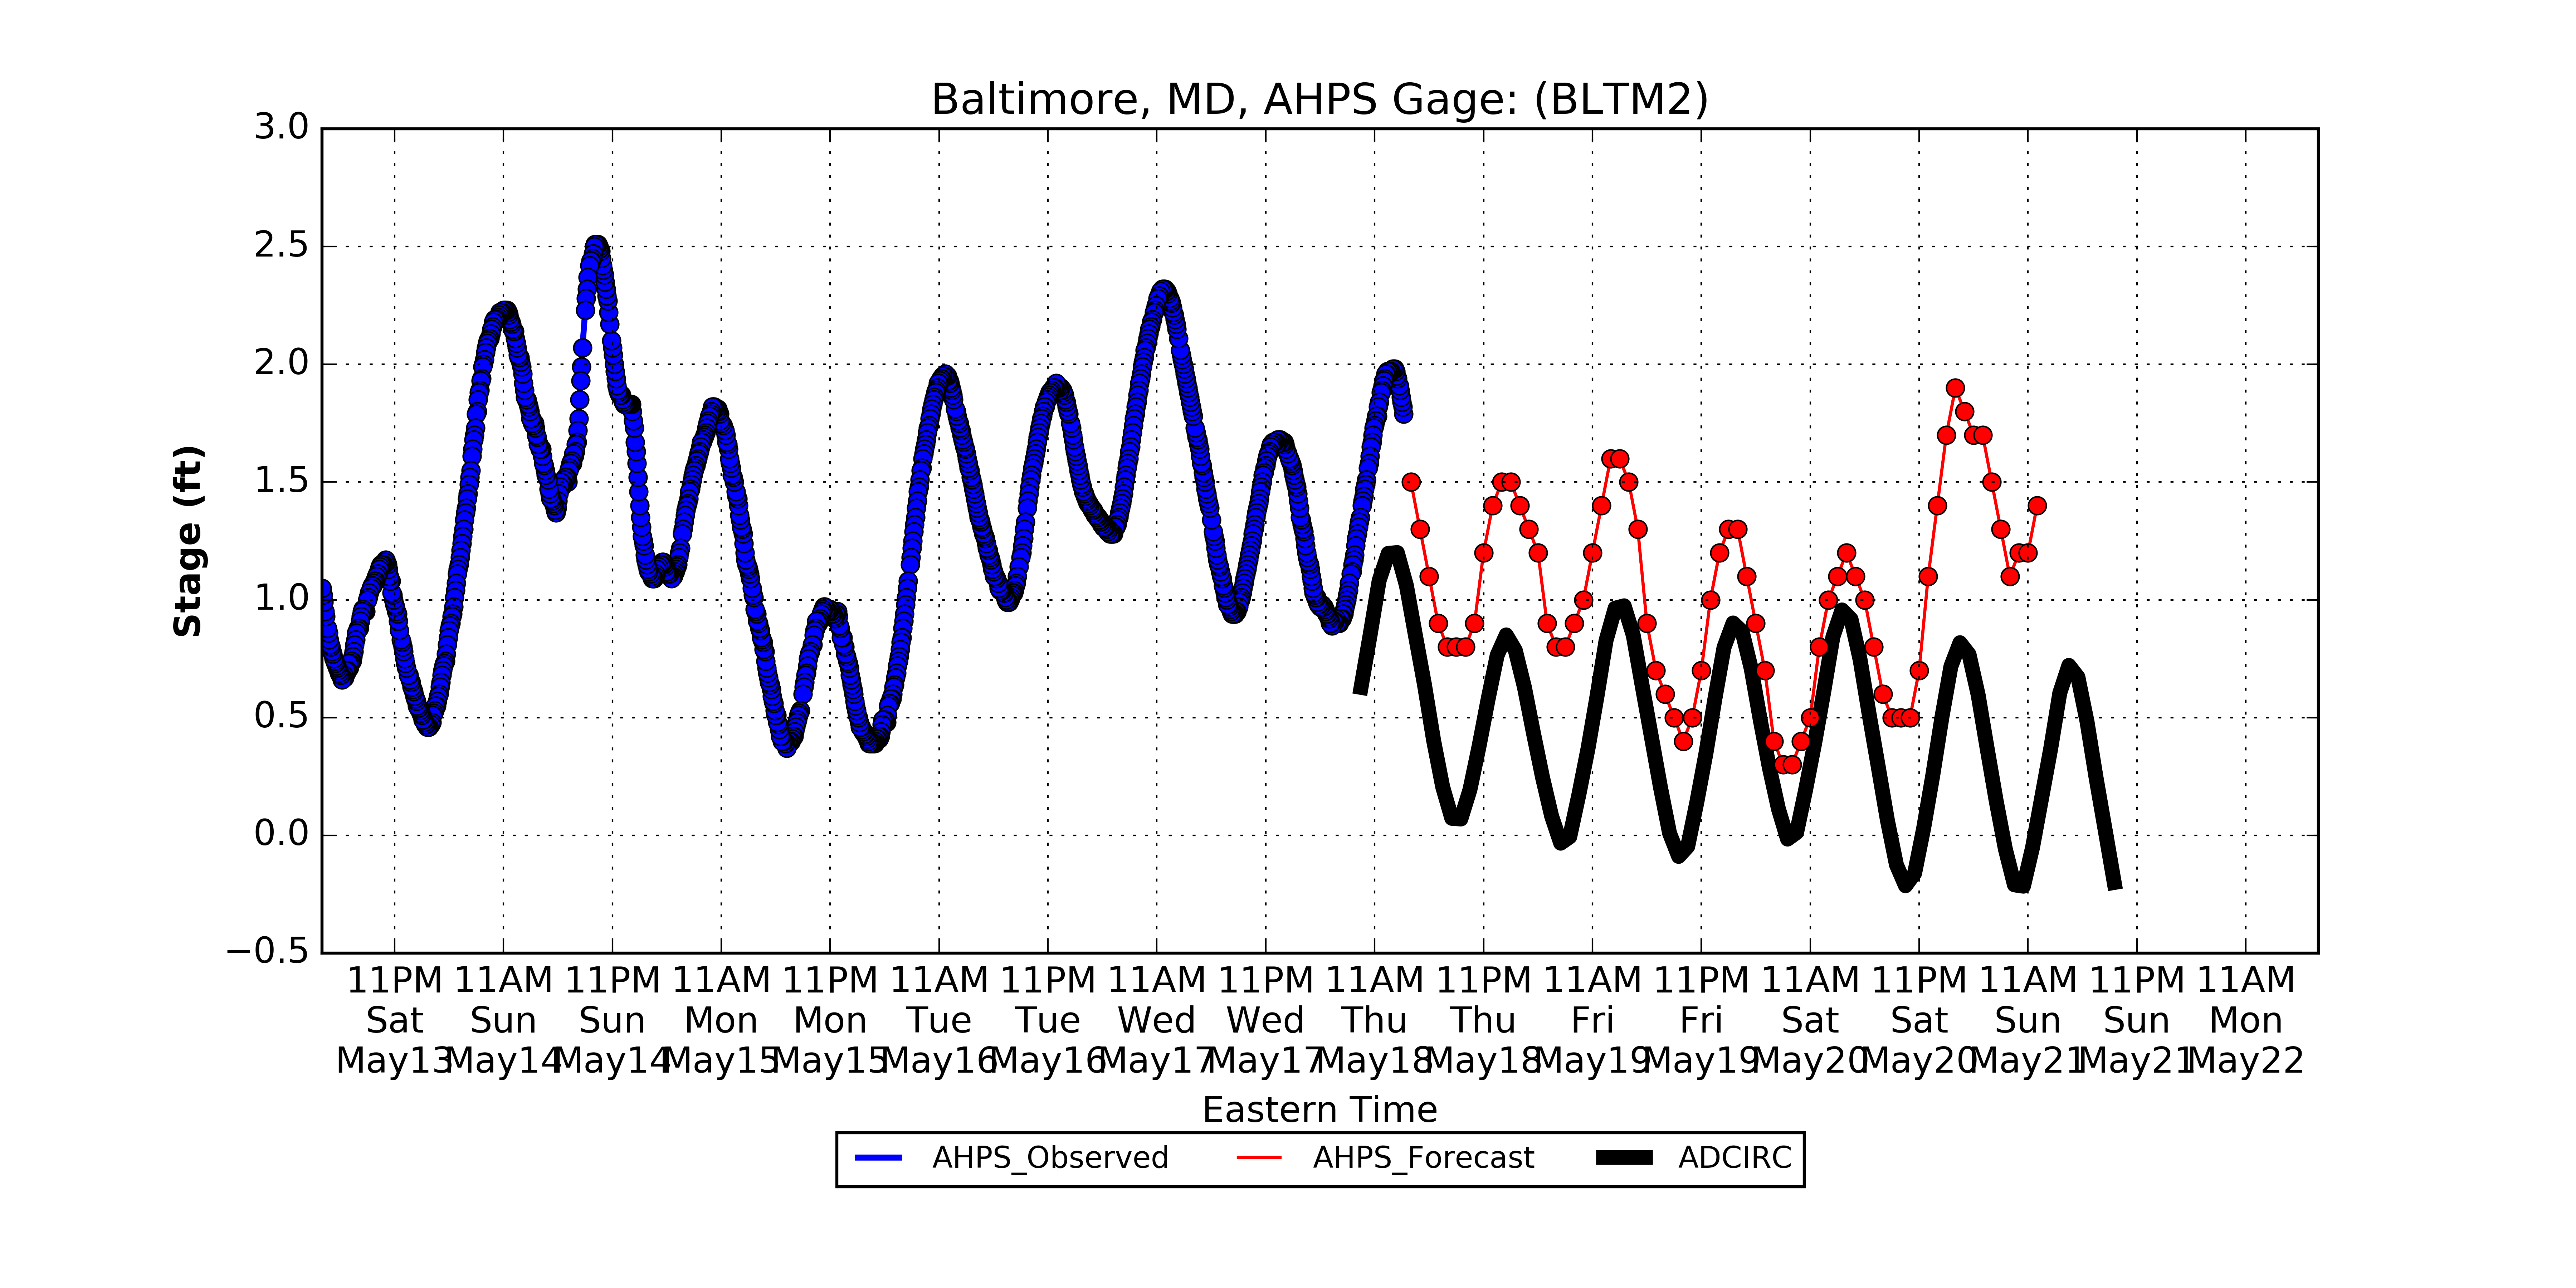 Baltimore, MD, AHPS Gage: (BLTM2)
3.0
2.5
2.0
1.5
1.0
0.5
0.0
−0.5
Stage (ft)
11PM 11AM 11PM 11AM 11PM 11AM 11PM 11AM 11PM 11AM 11PM 11AM 11PM 11AM 11PM 11AM 11PM 11AM
Sat Sun Sun Mon Mon Tue Tue Wed Wed Thu Thu Fri Fri Sat Sat Sun Sun Mon
May13 May14 May14 May15 May15 May16 May16 May17 May17 May18 May18 May19 May19 May20 May20 May21 May21 May22
Eastern Time
AHPS_Observed AHPS_Forecast ADCIRC